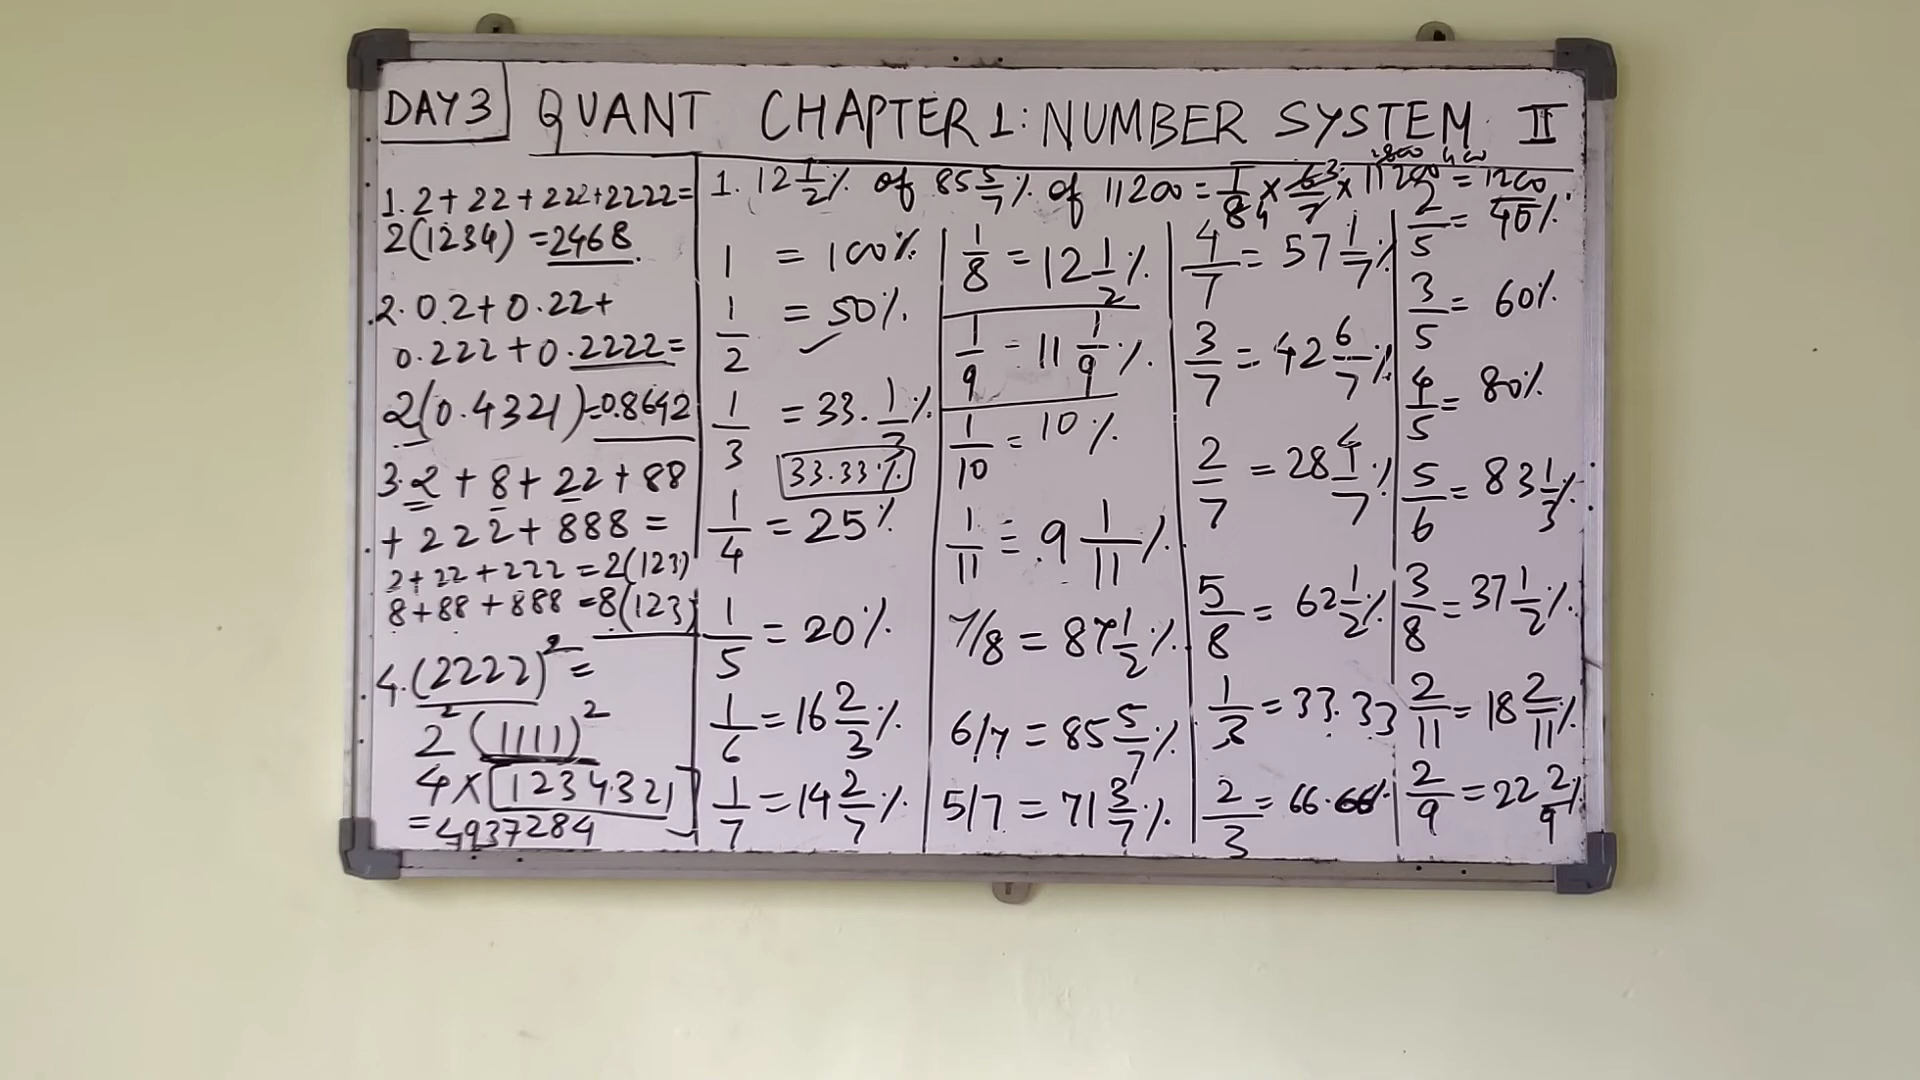 DAY 3 QUANT CHAPTER 1: NUMBER SYSTEM II
1. 2 + 22 + 222 + 2222 =
2(1234) = 2468.
2. 0.2 + 0.22 +
0.222 + 0.2222 =
2(0.4321) = 0.8642
3. 2 + 8 + 22 + 88
+ 222 + 888 =
2 + 22 + 222 = 2(123)
8 + 88 + 888 = 8(123)
4. (2222)² =
2² (1111)²
4 × [1234321]
= 4937284
1. 12 1/2 % of 85 5/7 % of 11200 = 1/8 × 6/7 × 11200 = 1200
4 3 2800 400
1 = 100%
1/2 = 50%
1/3 = 33. 1/3 %
33.33%
1/4 = 25%
1/5 = 20%
1/6 = 16 2/3 %
1/7 = 14 2/7 %
1/8 = 12 1/2 %
1/9 = 11 1/9 %
1/10 = 10%
1/11 = 9 1/11 %
7/8 = 87 1/2 %
6/7 = 85 5/7 %
5/7 = 71 3/7 %
4/7 = 57 1/7 %
3/7 = 42 6/7 %
2/7 = 28 4/7 %
5/8 = 62 1/2 %
1/3 = 33.33
2/3 = 66.66%
2/5 = 40%
3/5 = 60%
4/5 = 80%
5/6 = 83 1/3 %
3/8 = 37 1/2 %
2/11 = 18 2/11 %
2/9 = 22 2/9 %